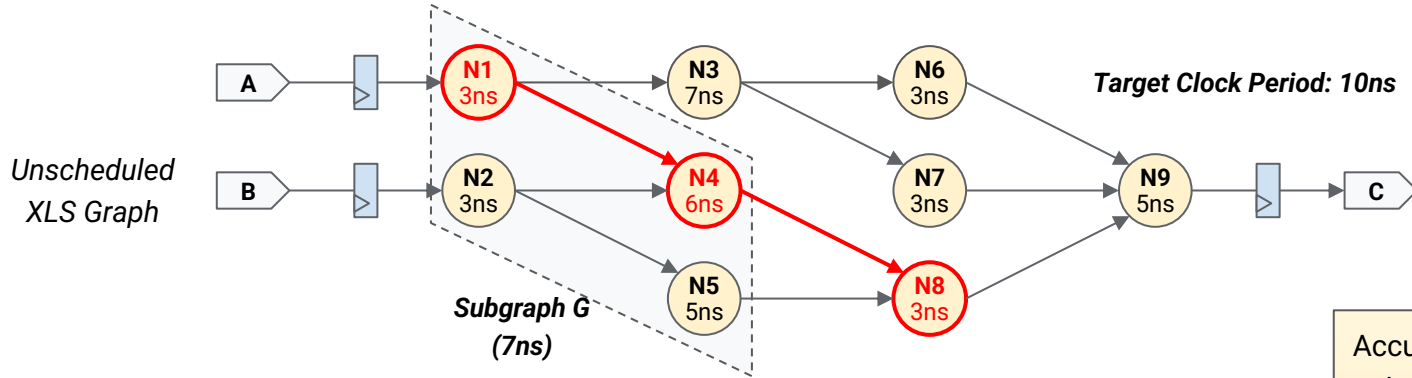 A
N1
3ns
N3
7ns
N6
3ns
Target Clock Period: 10ns
Unscheduled
XLS Graph
B
N2
3ns
N4
6ns
N7
3ns
N9
5ns
C
N5
5ns
N8
3ns
Subgraph G
(7ns)